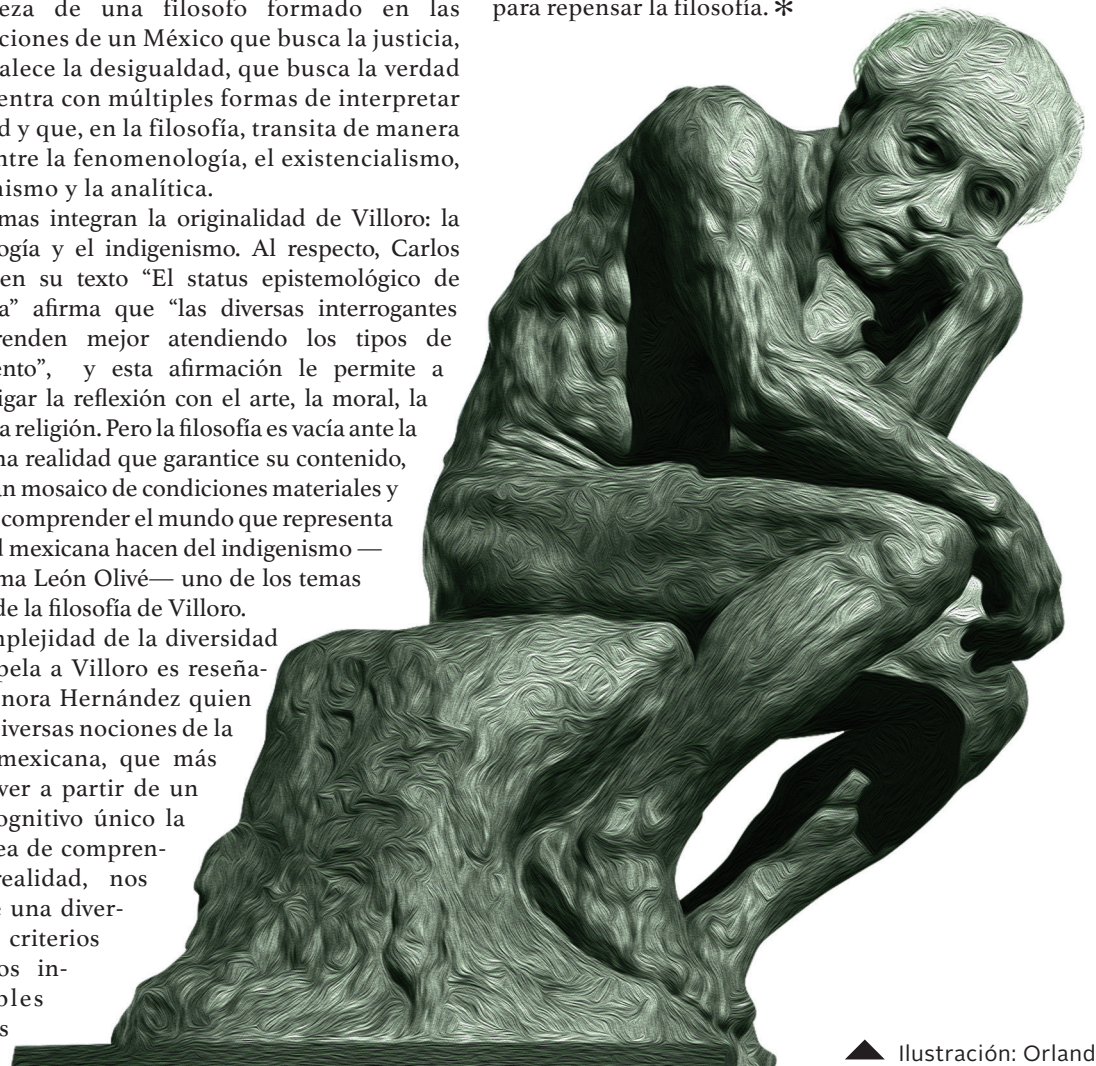 eza de una filosofo formado en las
ciones de un México que busca la justicia,
alece la desigualdad, que busca la verdad
entra con múltiples formas de interpretar
d y que, en la filosofía, transita de manera
ntre la fenomenología, el existencialismo,
nismo y la analítica.
mas integran la originalidad de Villoro: la
ogía y el indigenismo. Al respecto, Carlos
en su texto “El status epistemológico de
a” afirma que “las diversas interrogantes
renden mejor atendiendo los tipos de
ento”, y esta afirmación le permite a
igar la reflexión con el arte, la moral, la
a religión. Pero la filosofía es vacía ante la
na realidad que garantice su contenido,
an mosaico de condiciones materiales y
comprender el mundo que representa
d mexicana hacen del indigenismo —
ma León Olivé— uno de los temas
de la filosofía de Villoro.
mplejidad de la diversidad
pela a Villoro es reseña-
nora Hernández quien
iversas nociones de la
mexicana, que más
ver a partir de un
ognitivo único la
ea de compren-
realidad, nos
e una diver-
criterios
os in-
bles
s
para repensar la filosofía. *
Ilustración: Orland